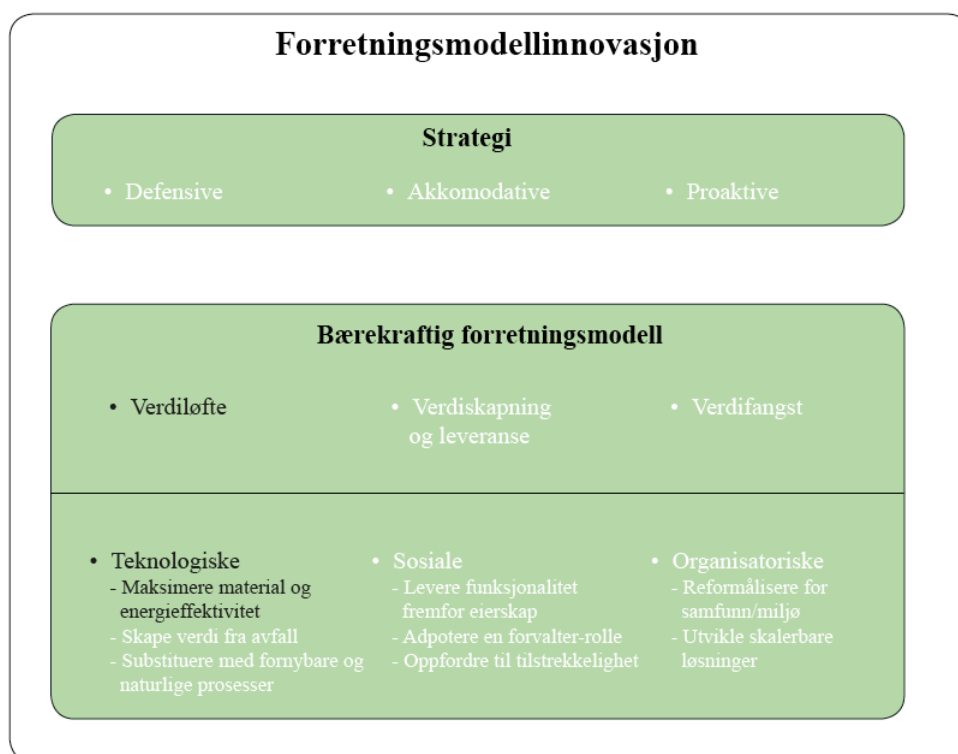 Forretningsmodellinnovasjon
Strategi
• Defensive
• Akkomodative
• Proaktive
Bærekraftig forretningsmodell
• Verdiløfte
• Verdiskapning
og leveranse
• Verdifangst
• Teknologiske
- Maksimere material og
energieffektivitet
- Skape verdi fra avfall
- Substituere med fornybare og
naturlige prosesser
• Sosiale
- Levere funksjonalitet
fremfor eierskap
- Adpotere en forvalter-rolle
- Oppfordre til tilstrekkelighet
• Organisatoriske
- Reformålisere for
samfunn/miljø
- Utvikle skalerbare
løsninger